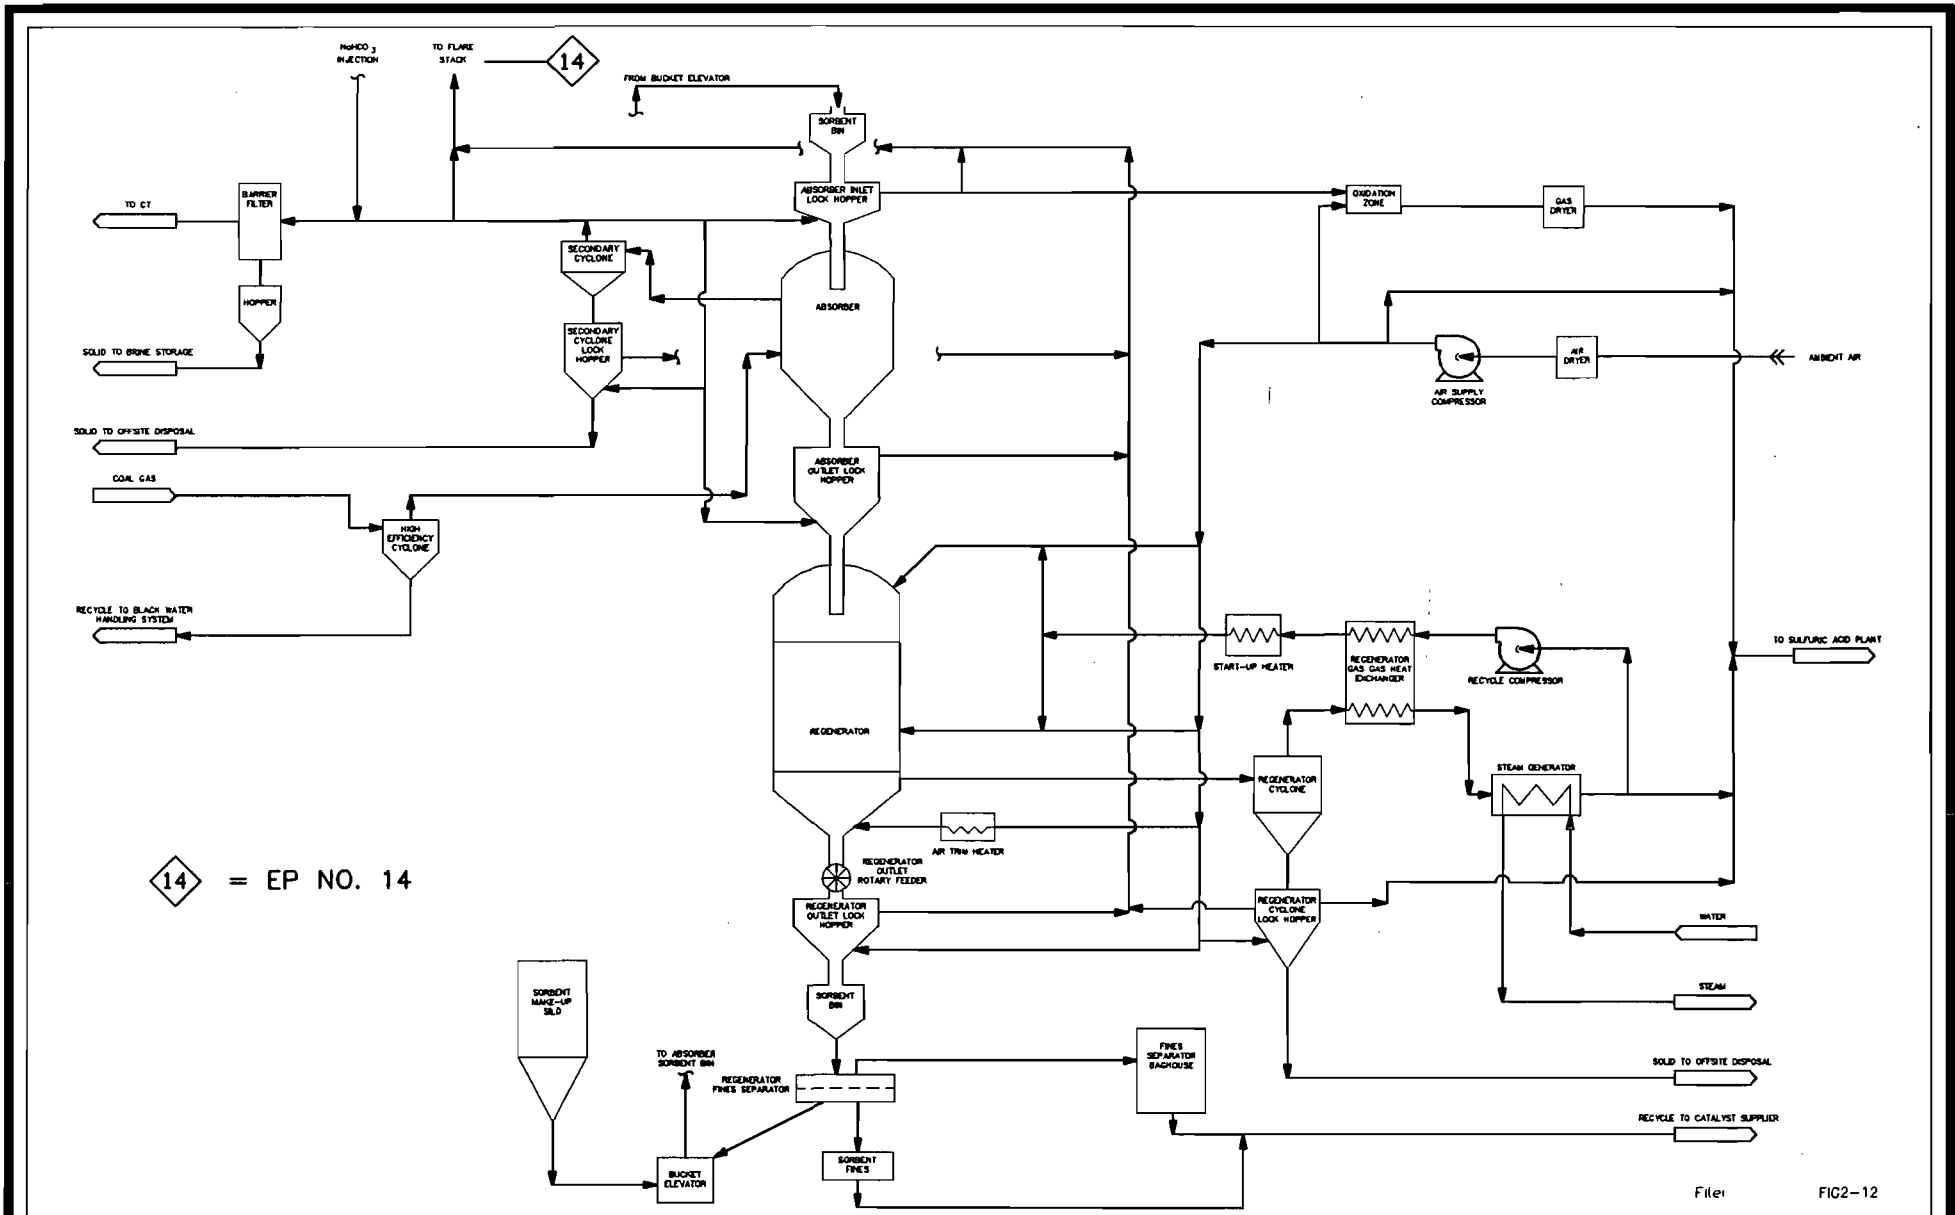 NaHCO3
INJECTION
TO FLARE
STACK
14
FROM BUCKET ELEVATOR
SORBENT
BIN
BARRIER
FILTER
ABSORBER INLET
LOCK HOPPER
OXIDATION
ZONE
GAS
DRYER
TO CT
SECONDARY
CYCLONE
HOPPER
ABSORBER
SECONDARY
CYCLONE
LOCK
HOPPER
SOLID TO BRINE STORAGE
AIR
DRYER
AMBIENT AIR
AIR SUPPLY
COMPRESSOR
SOLID TO OFFSITE DISPOSAL
ABSORBER
OUTLET LOCK
HOPPER
COAL GAS
HIGH
EFFICIENCY
CYCLONE
RECYCLE TO BLACK WATER
HANDLING SYSTEM
START-UP HEATER
REGENERATOR
GAS GAS HEAT
EXCHANGER
RECYCLE COMPRESSOR
TO SULFURIC ACID PLANT
REGENERATOR
REGENERATOR
CYCLONE
STEAM GENERATOR
AIR TRIM HEATER
REGENERATOR
OUTLET
ROTARY FEEDER
14 = EP NO. 14
REGENERATOR
OUTLET LOCK
HOPPER
REGENERATOR
CYCLONE
LOCK HOPPER
WATER
SORBENT
MAKE-UP
SILO
SORBENT
BIN
STEAM
TO ABSORBER
SORBENT BIN
REGENERATOR
FINES SEPARATOR
FINES
SEPARATOR
BAGHOUSE
SOLID TO OFFSITE DISPOSAL
RECYCLE TO CATALYST SUPPLIER
BUCKET
ELEVATOR
SORBENT
FINES
File:
FIG2-12